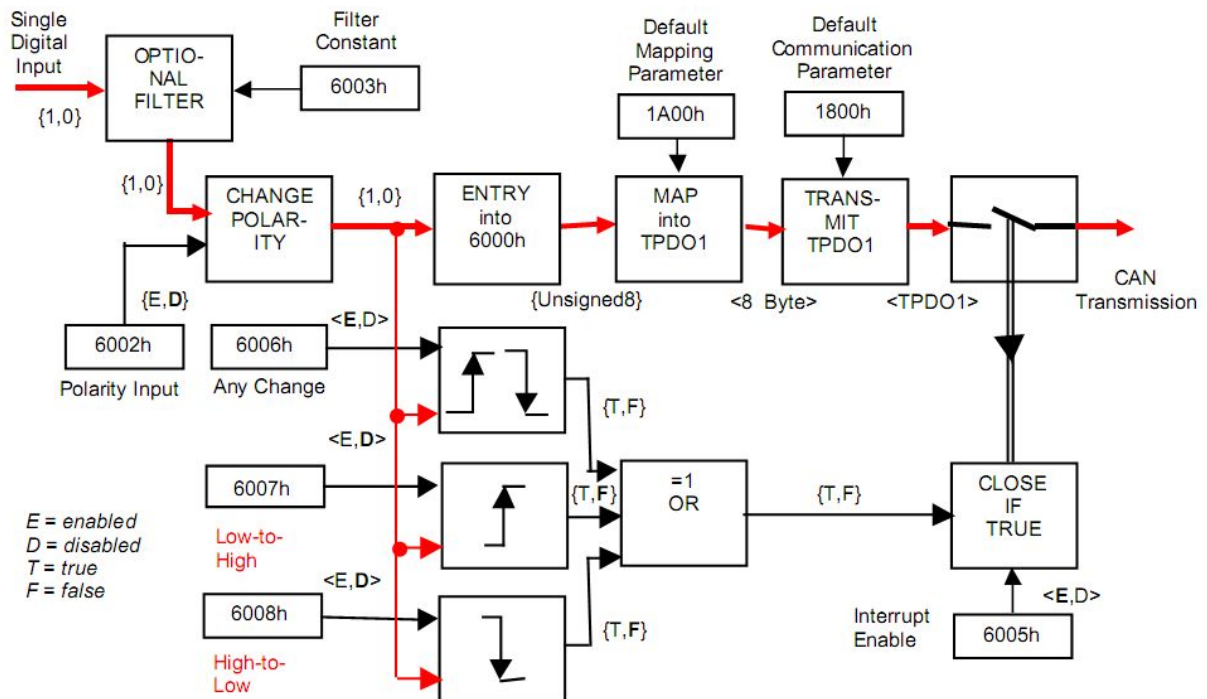 Single
Digital
Input
{1,0}
OPTIO-
NAL
FILTER
Filter
Constant
6003h
Default
Mapping
Parameter
1A00h
Default
Communication
Parameter
1800h
{1,0}
CHANGE
POLAR-
ITY
{1,0}
ENTRY
into
6000h
MAP
into
TPDO1
TRANS-
MIT
TPDO1
CAN
Transmission
{Unsigned8}
<8 Byte>
<TPDO1>
{E,D}
6002h
Polarity Input
<E,D>
6006h
Any Change
{T,F}
<E,D>
6007h
Low-to-
High
{T,F}
=1
OR
{T,F}
CLOSE
IF
TRUE
E = enabled
D = disabled
T = true
F = false
<E,D>
6008h
High-to-
Low
{T,F}
Interrupt
Enable
<E,D>
6005h